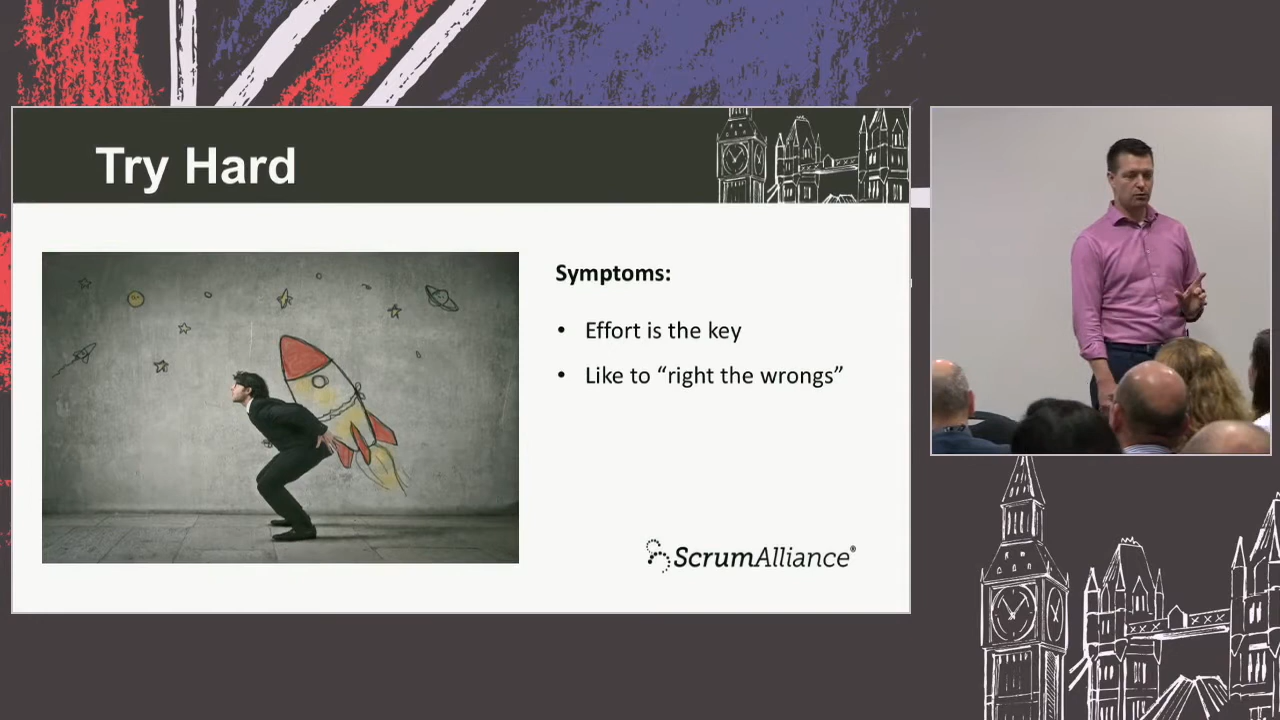 Try Hard
Symptoms:
• Effort is the key
• Like to “right the wrongs”
ScrumAlliance®